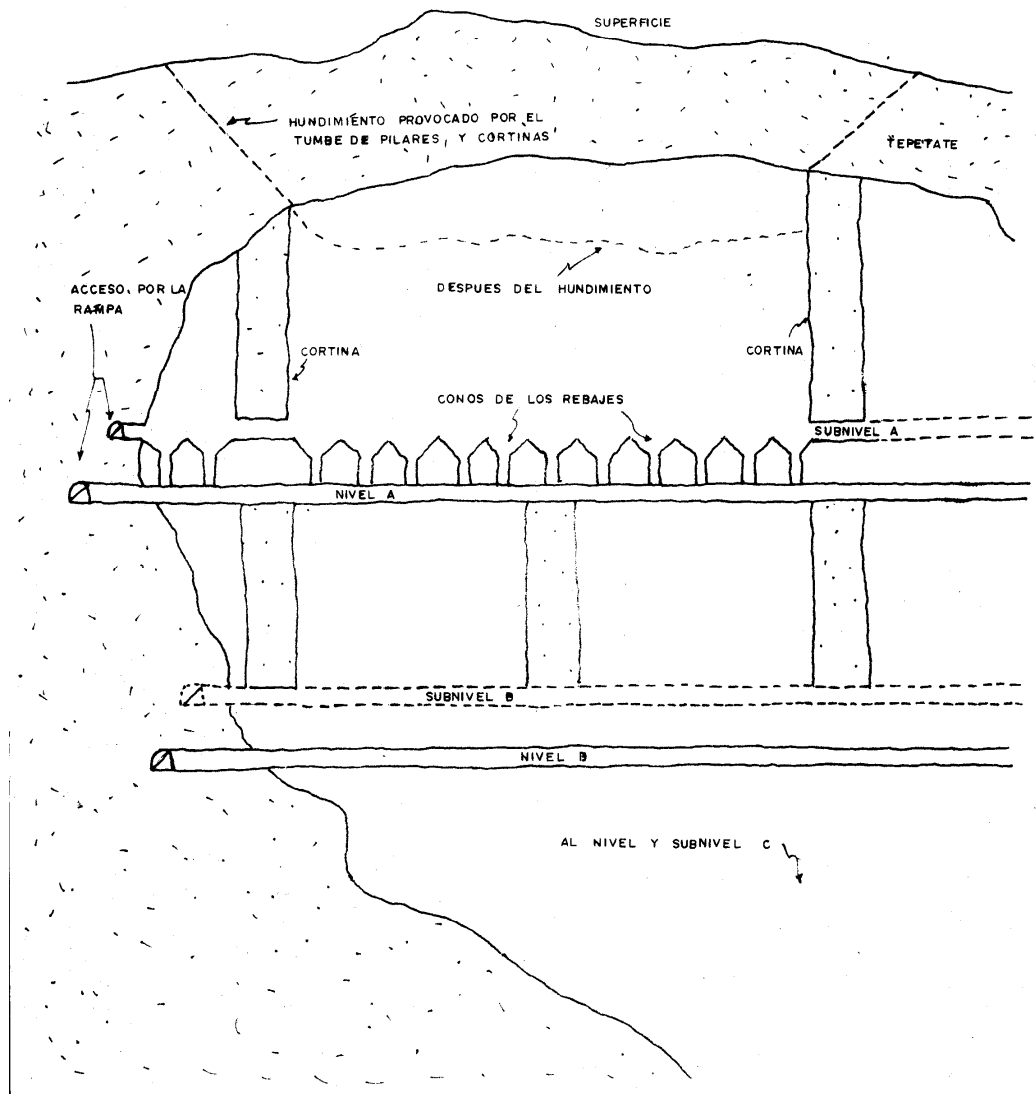 SUPERFICIE
HUNDIMIENTO PROVOCADO POR EL
TUMBE DE PILARES, Y CORTINAS
TEPETATE
ACCESO POR LA
RAMPA
DESPUES DEL HUNDIMIENTO
CORTINA
CORTINA
CONOS DE LOS REBAJES
SUBNIVEL A
NIVEL A
SUBNIVEL B
NIVEL B
AL NIVEL Y SUBNIVEL C